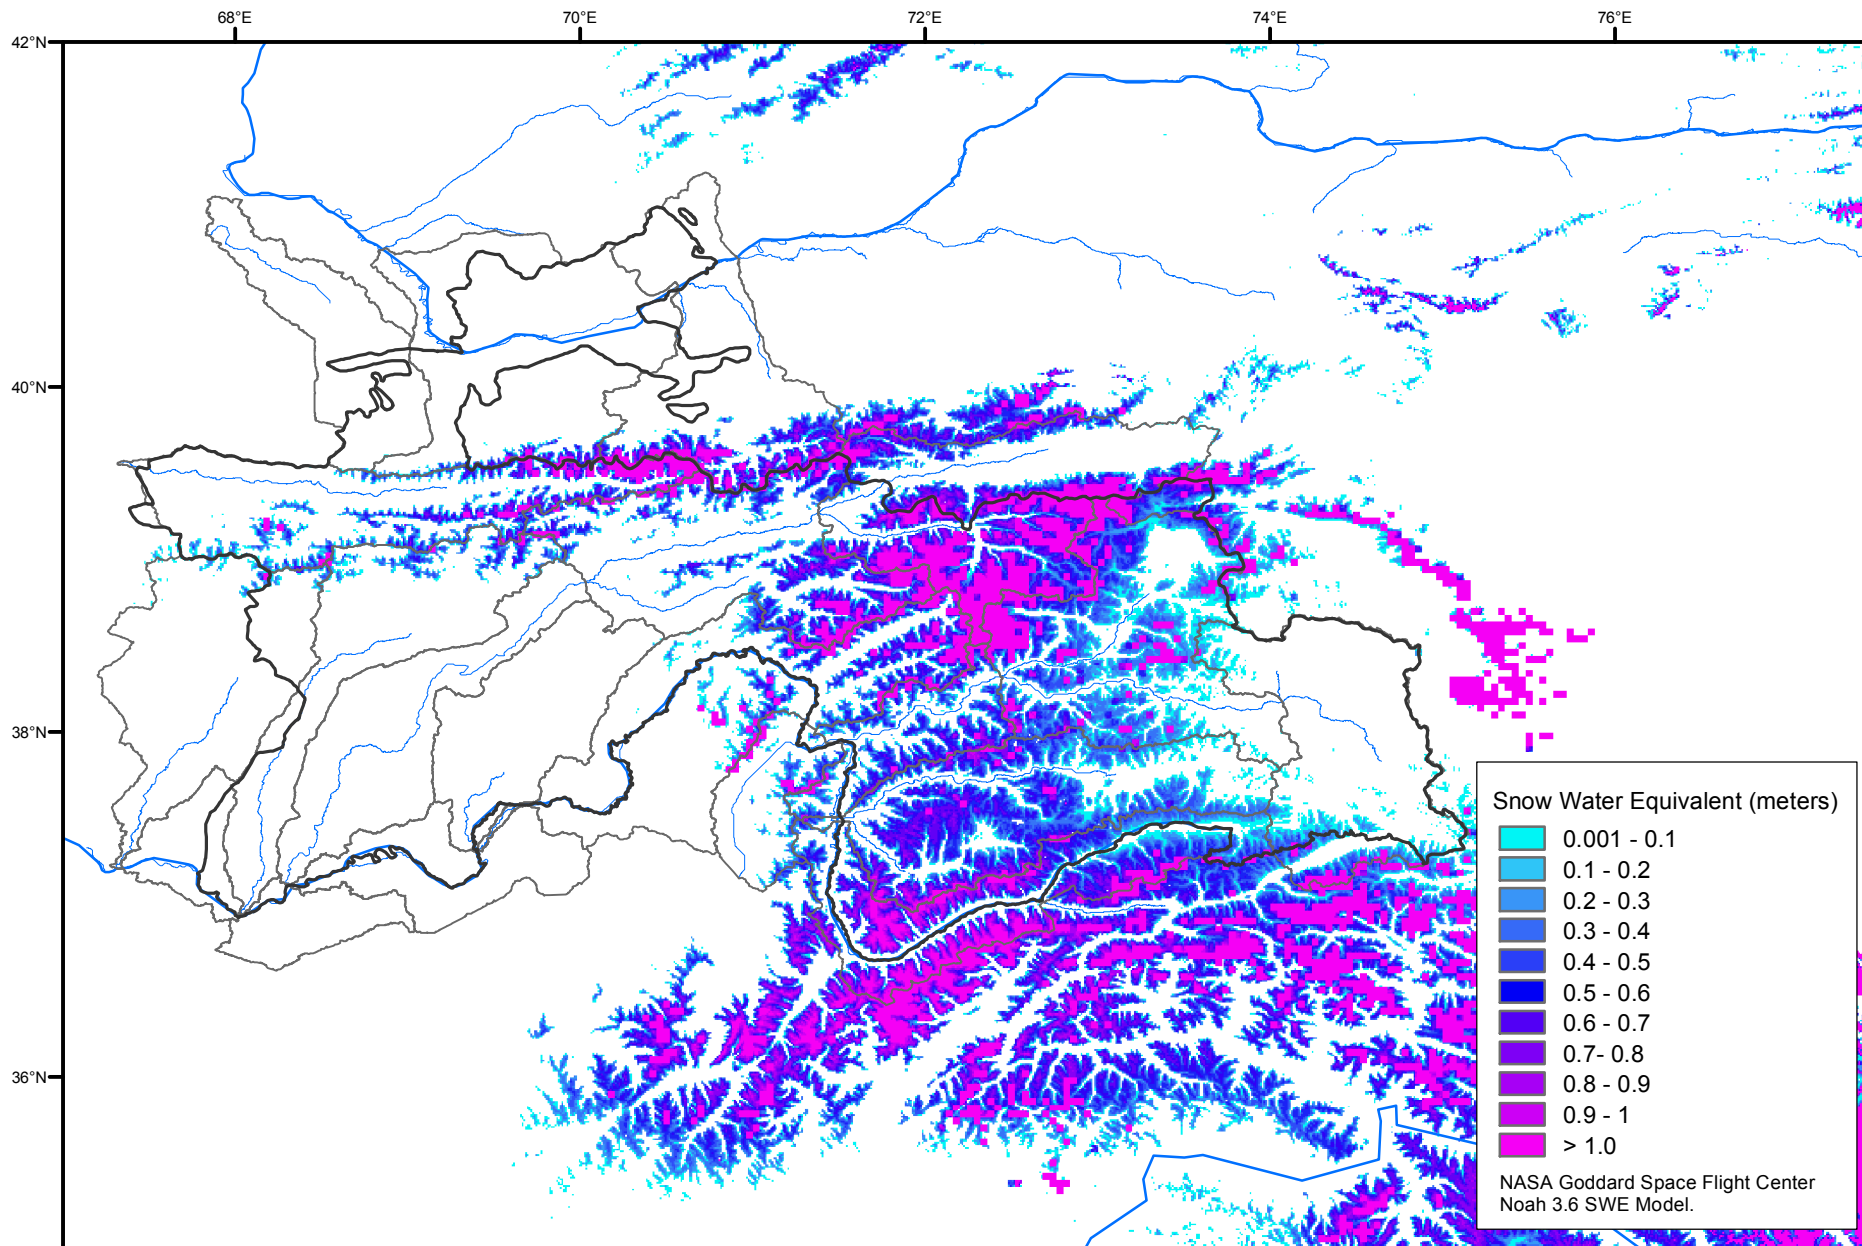 68°E
70°E
72°E
74°E
76°E
42°N
40°N
38°N
36°N
Snow Water Equivalent (meters)
0.001 - 0.1
0.1 - 0.2
0.2 - 0.3
0.3 - 0.4
0.4 - 0.5
0.5 - 0.6
0.6 - 0.7
0.7- 0.8
0.8 - 0.9
0.9 - 1
> 1.0
NASA Goddard Space Flight Center
Noah 3.6 SWE Model.